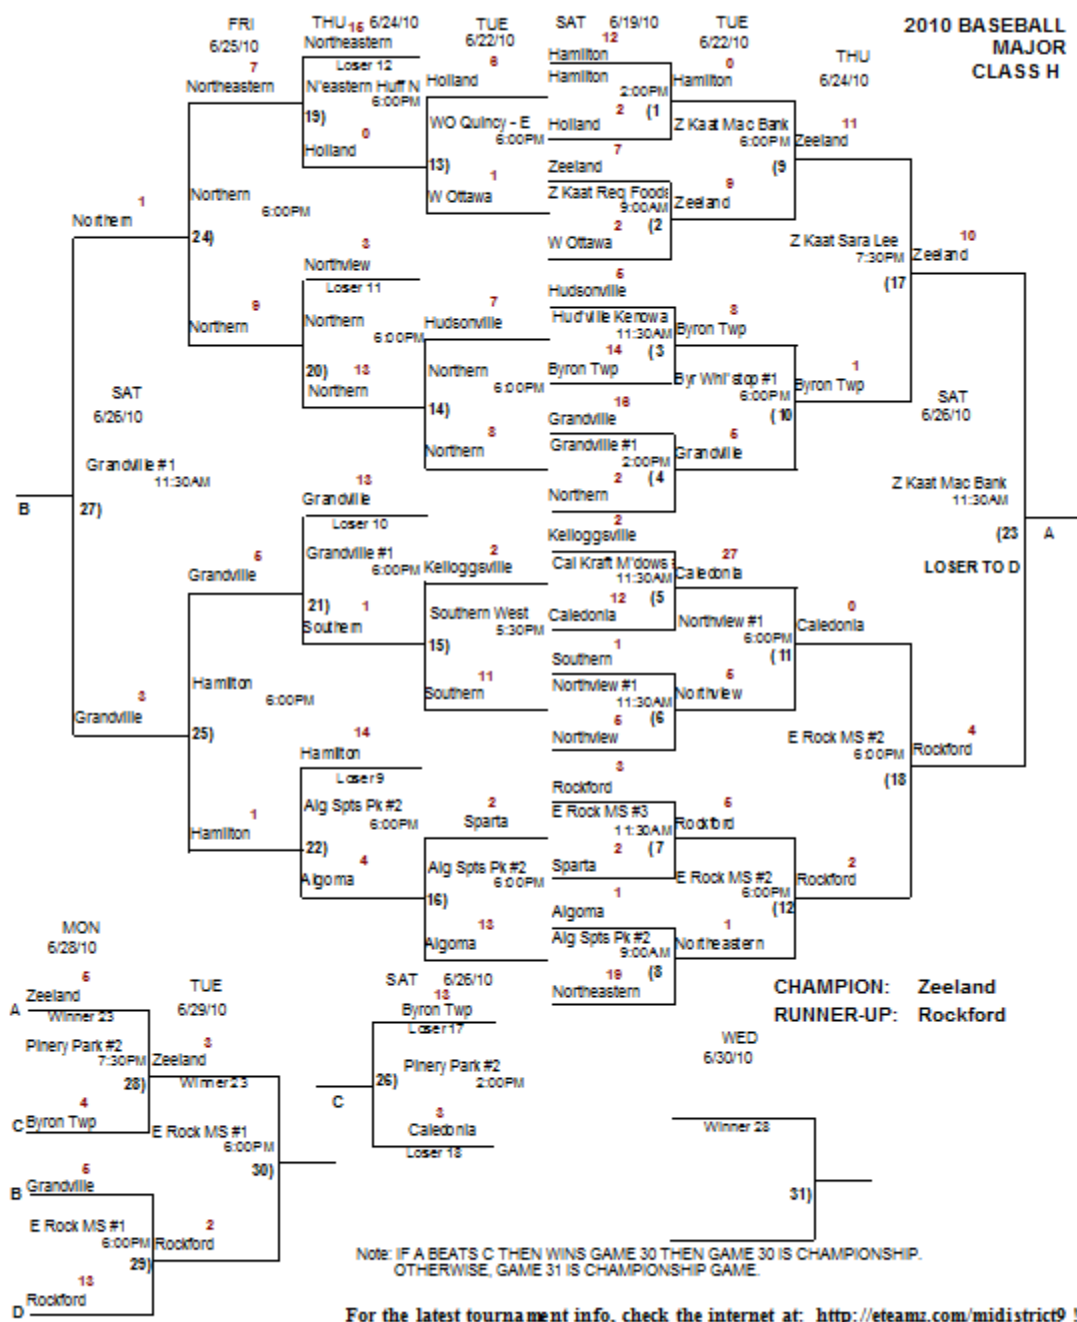 2010 BASEBALL
MAJOR
CLASS H
FRI
6/25/10
THU 6/24/10
TUE
6/22/10
SAT 6/19/10
TUE
6/22/10
THU
6/24/10
15
Northeastern
Loser 12
N'eastern Huff N
6:00PM
19)
0
Holland
7
Northeastern
6
Holland
WO Quincy - E
6:00PM
13)
1
W Ottawa
12
Hamilton
Hamilton
2:00PM
2 (1
Holland
7
Zeeland
Z Kaat Req Foods
9:00AM
2 (2
W Ottawa
0
Hamilton
Z Kaat Mac Bank
6:00PM
(9
9
Zeeland
11
Zeeland
1
Northern
Northern
6:00PM
24)
9
Northern
3
Northview
Loser 11
Northern
6:00PM
20)
13
Northern
7
Hudsonville
Northern
6:00PM
14)
8
Northern
5
Hudsonville
Hud'ville Kenowa
11:30AM
14 (3
Byron Twp
16
Grandville
Grandville #1
2:00PM
2 (4
Northern
8
Byron Twp
Byr Whl'stop #1
6:00PM
(10
5
Grandville
1
Byron Twp
Z Kaat Sara Lee
7:30PM
(17
10
Zeeland
SAT
6/26/10
Grandville #1
11:30AM
B
27)
SAT
6/26/10
Z Kaat Mac Bank
11:30AM
(23
A
LOSER TO D
13
Grandville
Loser 10
Grandville #1
6:00PM
21)
1
Southern
5
Grandville
2
Kelloggsville
Southern West
5:30PM
15)
11
Southern
2
Kelloggsville
Cal Kraft M'dows
11:30AM
12 (5
Caledonia
1
Southern
Northview #1
11:30AM
5 (6
Northview
27
Caledonia
Northview #1
6:00PM
(11
5
Northview
0
Caledonia
3
Grandville
Hamilton
6:00PM
25)
1
Hamilton
14
Hamilton
Loser 9
Alg Spts Pk #2
6:00PM
22)
4
Algoma
2
Sparta
Alg Spts Pk #2
6:00PM
16)
13
Algoma
3
Rockford
E Rock MS #3
11:30AM
2 (7
Sparta
1
Algoma
Alg Spts Pk #2
9:00AM
19 (8
Northeastern
5
Rockford
E Rock MS #2
6:00PM
(12
1
Northeastern
2
Rockford
E Rock MS #2
6:00PM
(18
4
Rockford
MON
6/28/10
5
A Zeeland
Winner 23
Pinery Park #2
7:30PM
28)
4
C Byron Twp
TUE
6/29/10
3
Zeeland
Winner 23
E Rock MS #1
6:00PM
30)
5
B Grandville
E Rock MS #1
6:00PM
29)
13
D Rockford
2
Rockford
SAT 6/26/10
13
Byron Twp
Loser 17
Pinery Park #2
2:00PM
26)
C
3
Caledonia
Loser 18
CHAMPION: Zeeland
RUNNER-UP: Rockford
WED
6/30/10
Winner 28
31)
Note: IF A BEATS C THEN WINS GAME 30 THEN GAME 30 IS CHAMPIONSHIP.
OTHERWISE, GAME 31 IS CHAMPIONSHIP GAME.
For the latest tournament info, check the internet at: http://eteamz.com/midistrict9